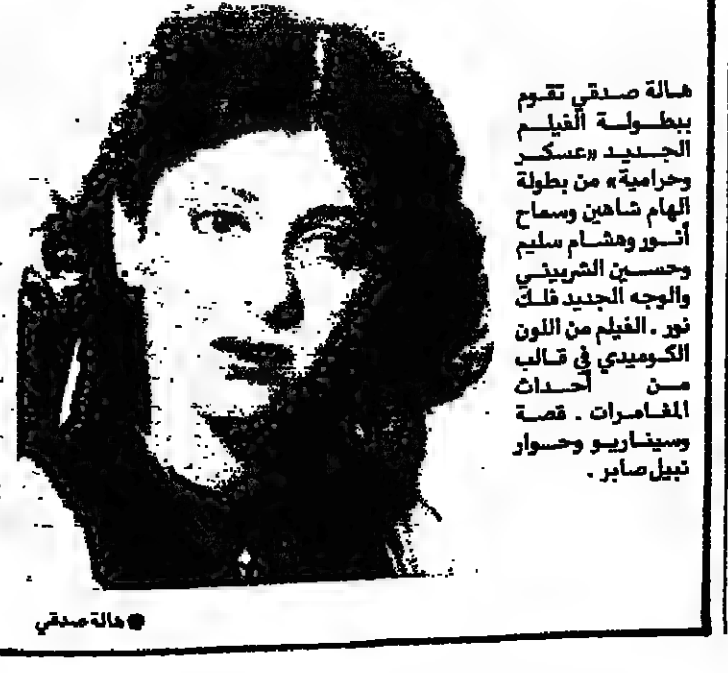 هالة صدقي تقوم
ببطولة الفيلم
الجديد «عسكر
وحرامية» من بطولة
الهام شاهين وسماح
أنور وهشام سليم
وحسين الشربيني
والوجه الجديد فلك
نور . الفيلم من اللون
الكوميدي في قالب
من أحداث
المغامرات . قصة
وسيناريو وحوار
نبيل صابر .
● هالة صدقي